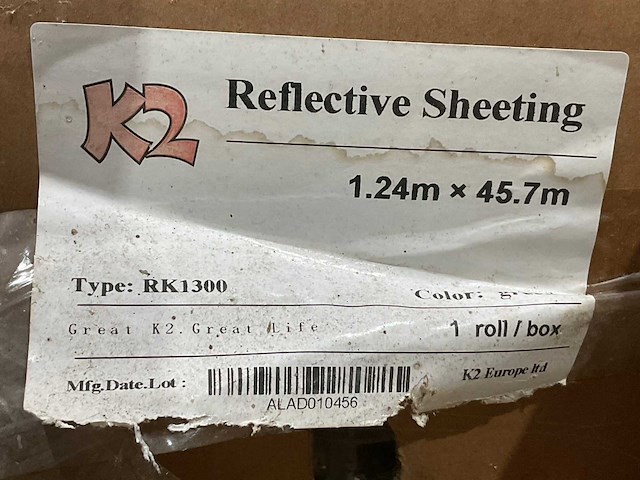 K2
Reflective Sheeting
1.24m × 45.7m
Type: RK1300
Color:
Great K2.Great Life
1 roll / box
Mfg.Date.Lot :
ALAD010456
K2 Europe ltd